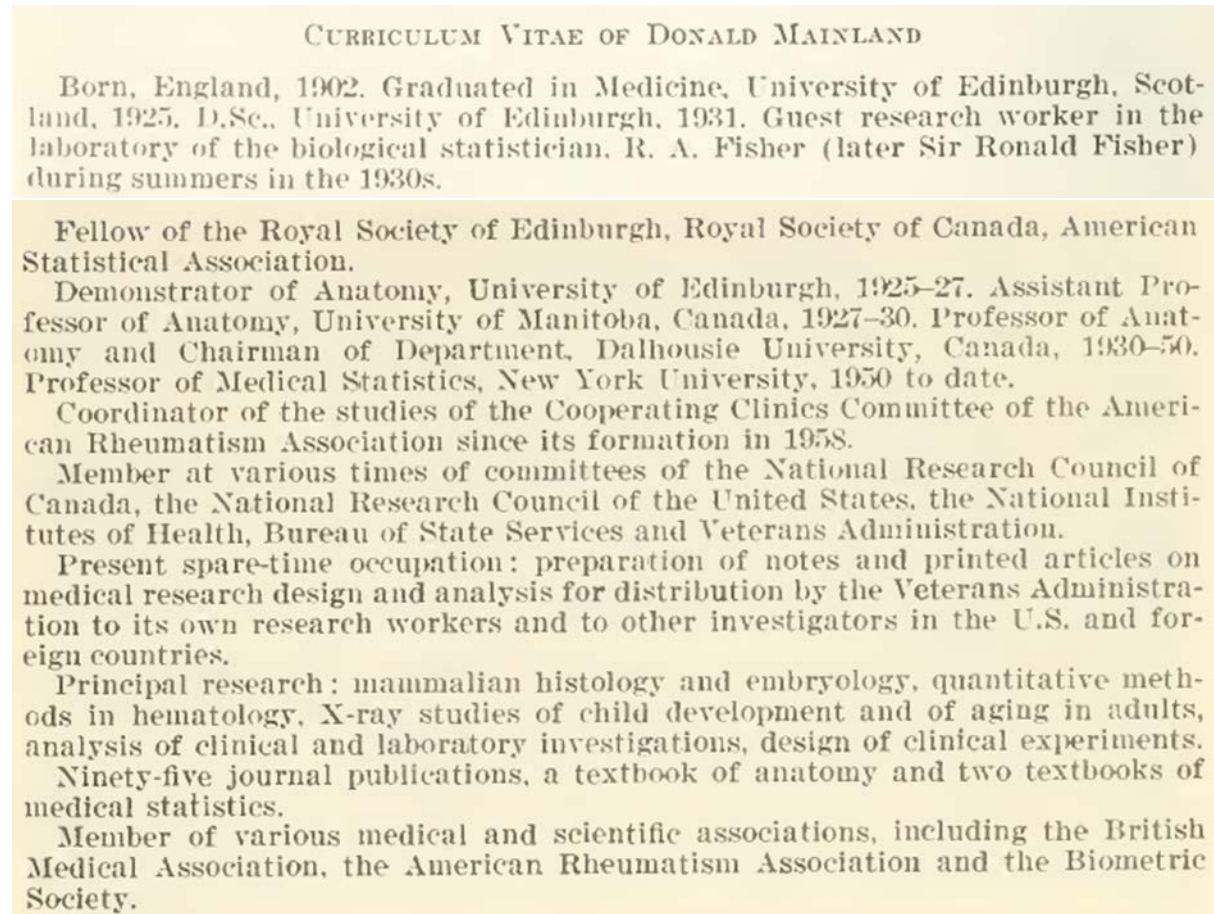 CURRICULUM VITAE OF DONALD MAINLAND
Born, England, 1902. Graduated in Medicine, University of Edinburgh, Scot-
land, 1925. D.Sc., University of Edinburgh, 1931. Guest research worker in the
laboratory of the biological statistician, R. A. Fisher (later Sir Ronald Fisher)
during summers in the 1930s.
Fellow of the Royal Society of Edinburgh, Royal Society of Canada, American
Statistical Association.
Demonstrator of Anatomy, University of Edinburgh, 1925–27. Assistant Pro-
fessor of Anatomy, University of Manitoba, Canada, 1927–30. Professor of Anat-
omy and Chairman of Department, Dalhousie University, Canada, 1930–50.
Professor of Medical Statistics, New York University, 1950 to date.
Coordinator of the studies of the Cooperating Clinics Committee of the Ameri-
can Rheumatism Association since its formation in 1958.
Member at various times of committees of the National Research Council of
Canada, the National Research Council of the United States, the National Insti-
tutes of Health, Bureau of State Services and Veterans Administration.
Present spare-time occupation: preparation of notes and printed articles on
medical research design and analysis for distribution by the Veterans Administra-
tion to its own research workers and to other investigators in the U.S. and for-
eign countries.
Principal research: mammalian histology and embryology, quantitative meth-
ods in hematology, X-ray studies of child development and of aging in adults,
analysis of clinical and laboratory investigations, design of clinical experiments.
Ninety-five journal publications, a textbook of anatomy and two textbooks of
medical statistics.
Member of various medical and scientific associations, including the British
Medical Association, the American Rheumatism Association and the Biometric
Society.